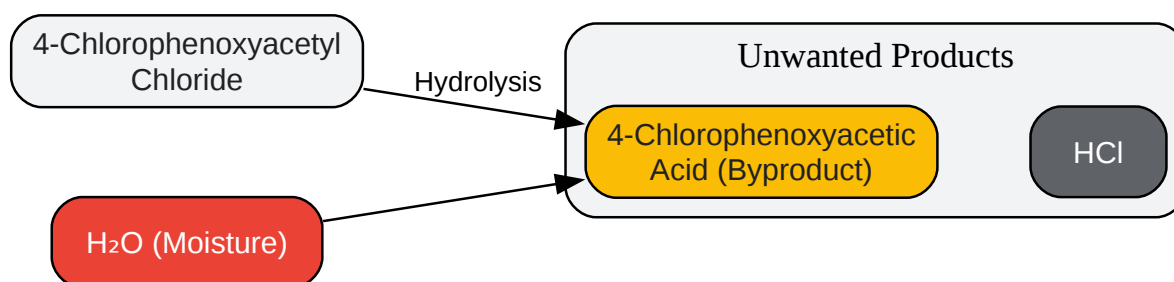 4-Chlorophenoxyacetyl
Chloride
Hydrolysis
Unwanted Products
4-Chlorophenoxyacetic
Acid (Byproduct)
HCl
H₂O (Moisture)